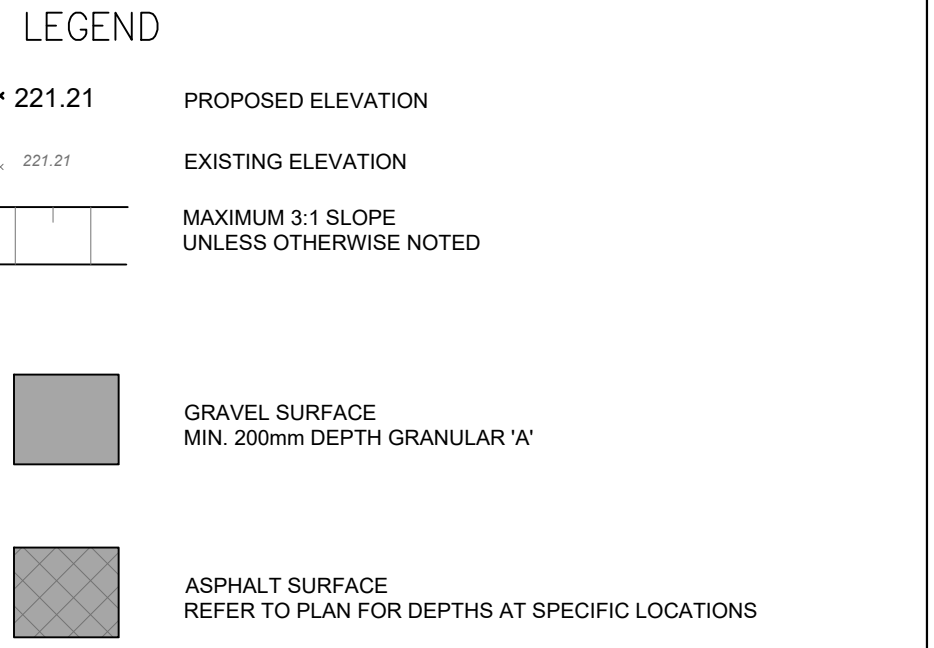 LEGEND
× 221.21 PROPOSED ELEVATION
× 221.21 EXISTING ELEVATION
MAXIMUM 3:1 SLOPE
UNLESS OTHERWISE NOTED
GRAVEL SURFACE
MIN. 200mm DEPTH GRANULAR 'A'
ASPHALT SURFACE
REFER TO PLAN FOR DEPTHS AT SPECIFIC LOCATIONS